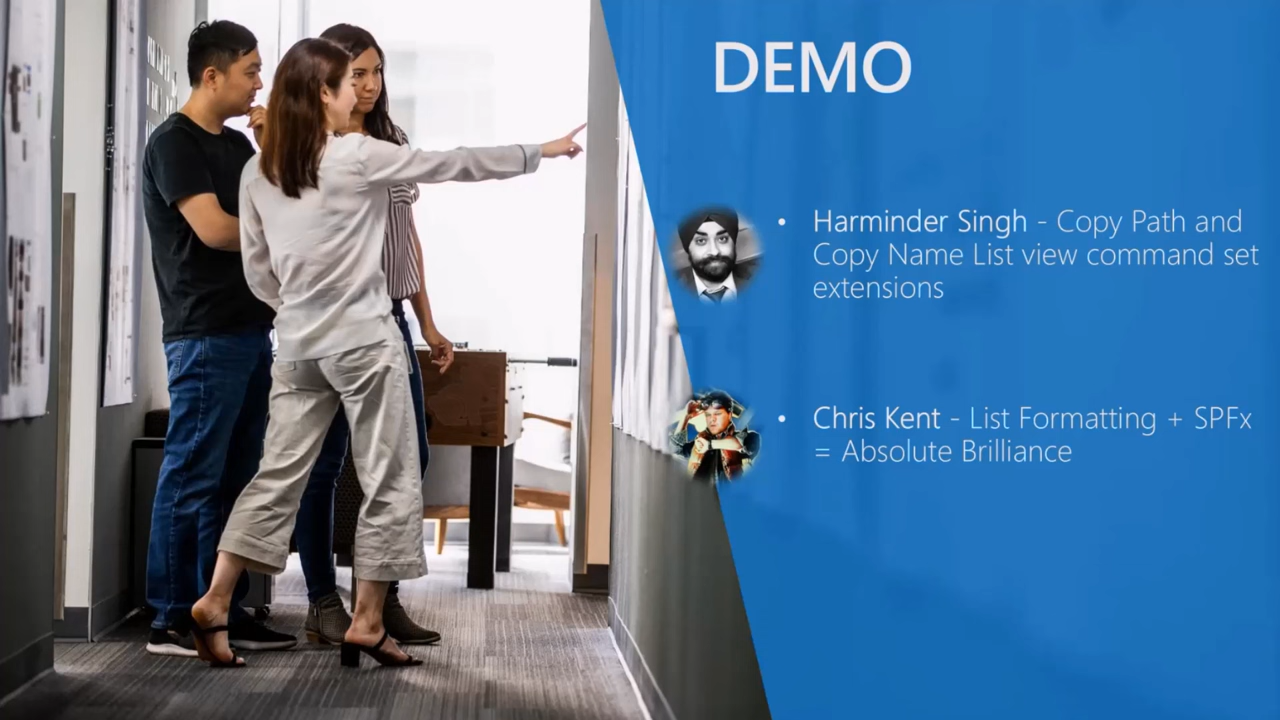 DEMO
• Harminder Singh - Copy Path and
Copy Name List view command set
extensions
• Chris Kent - List Formatting + SPFx
= Absolute Brilliance